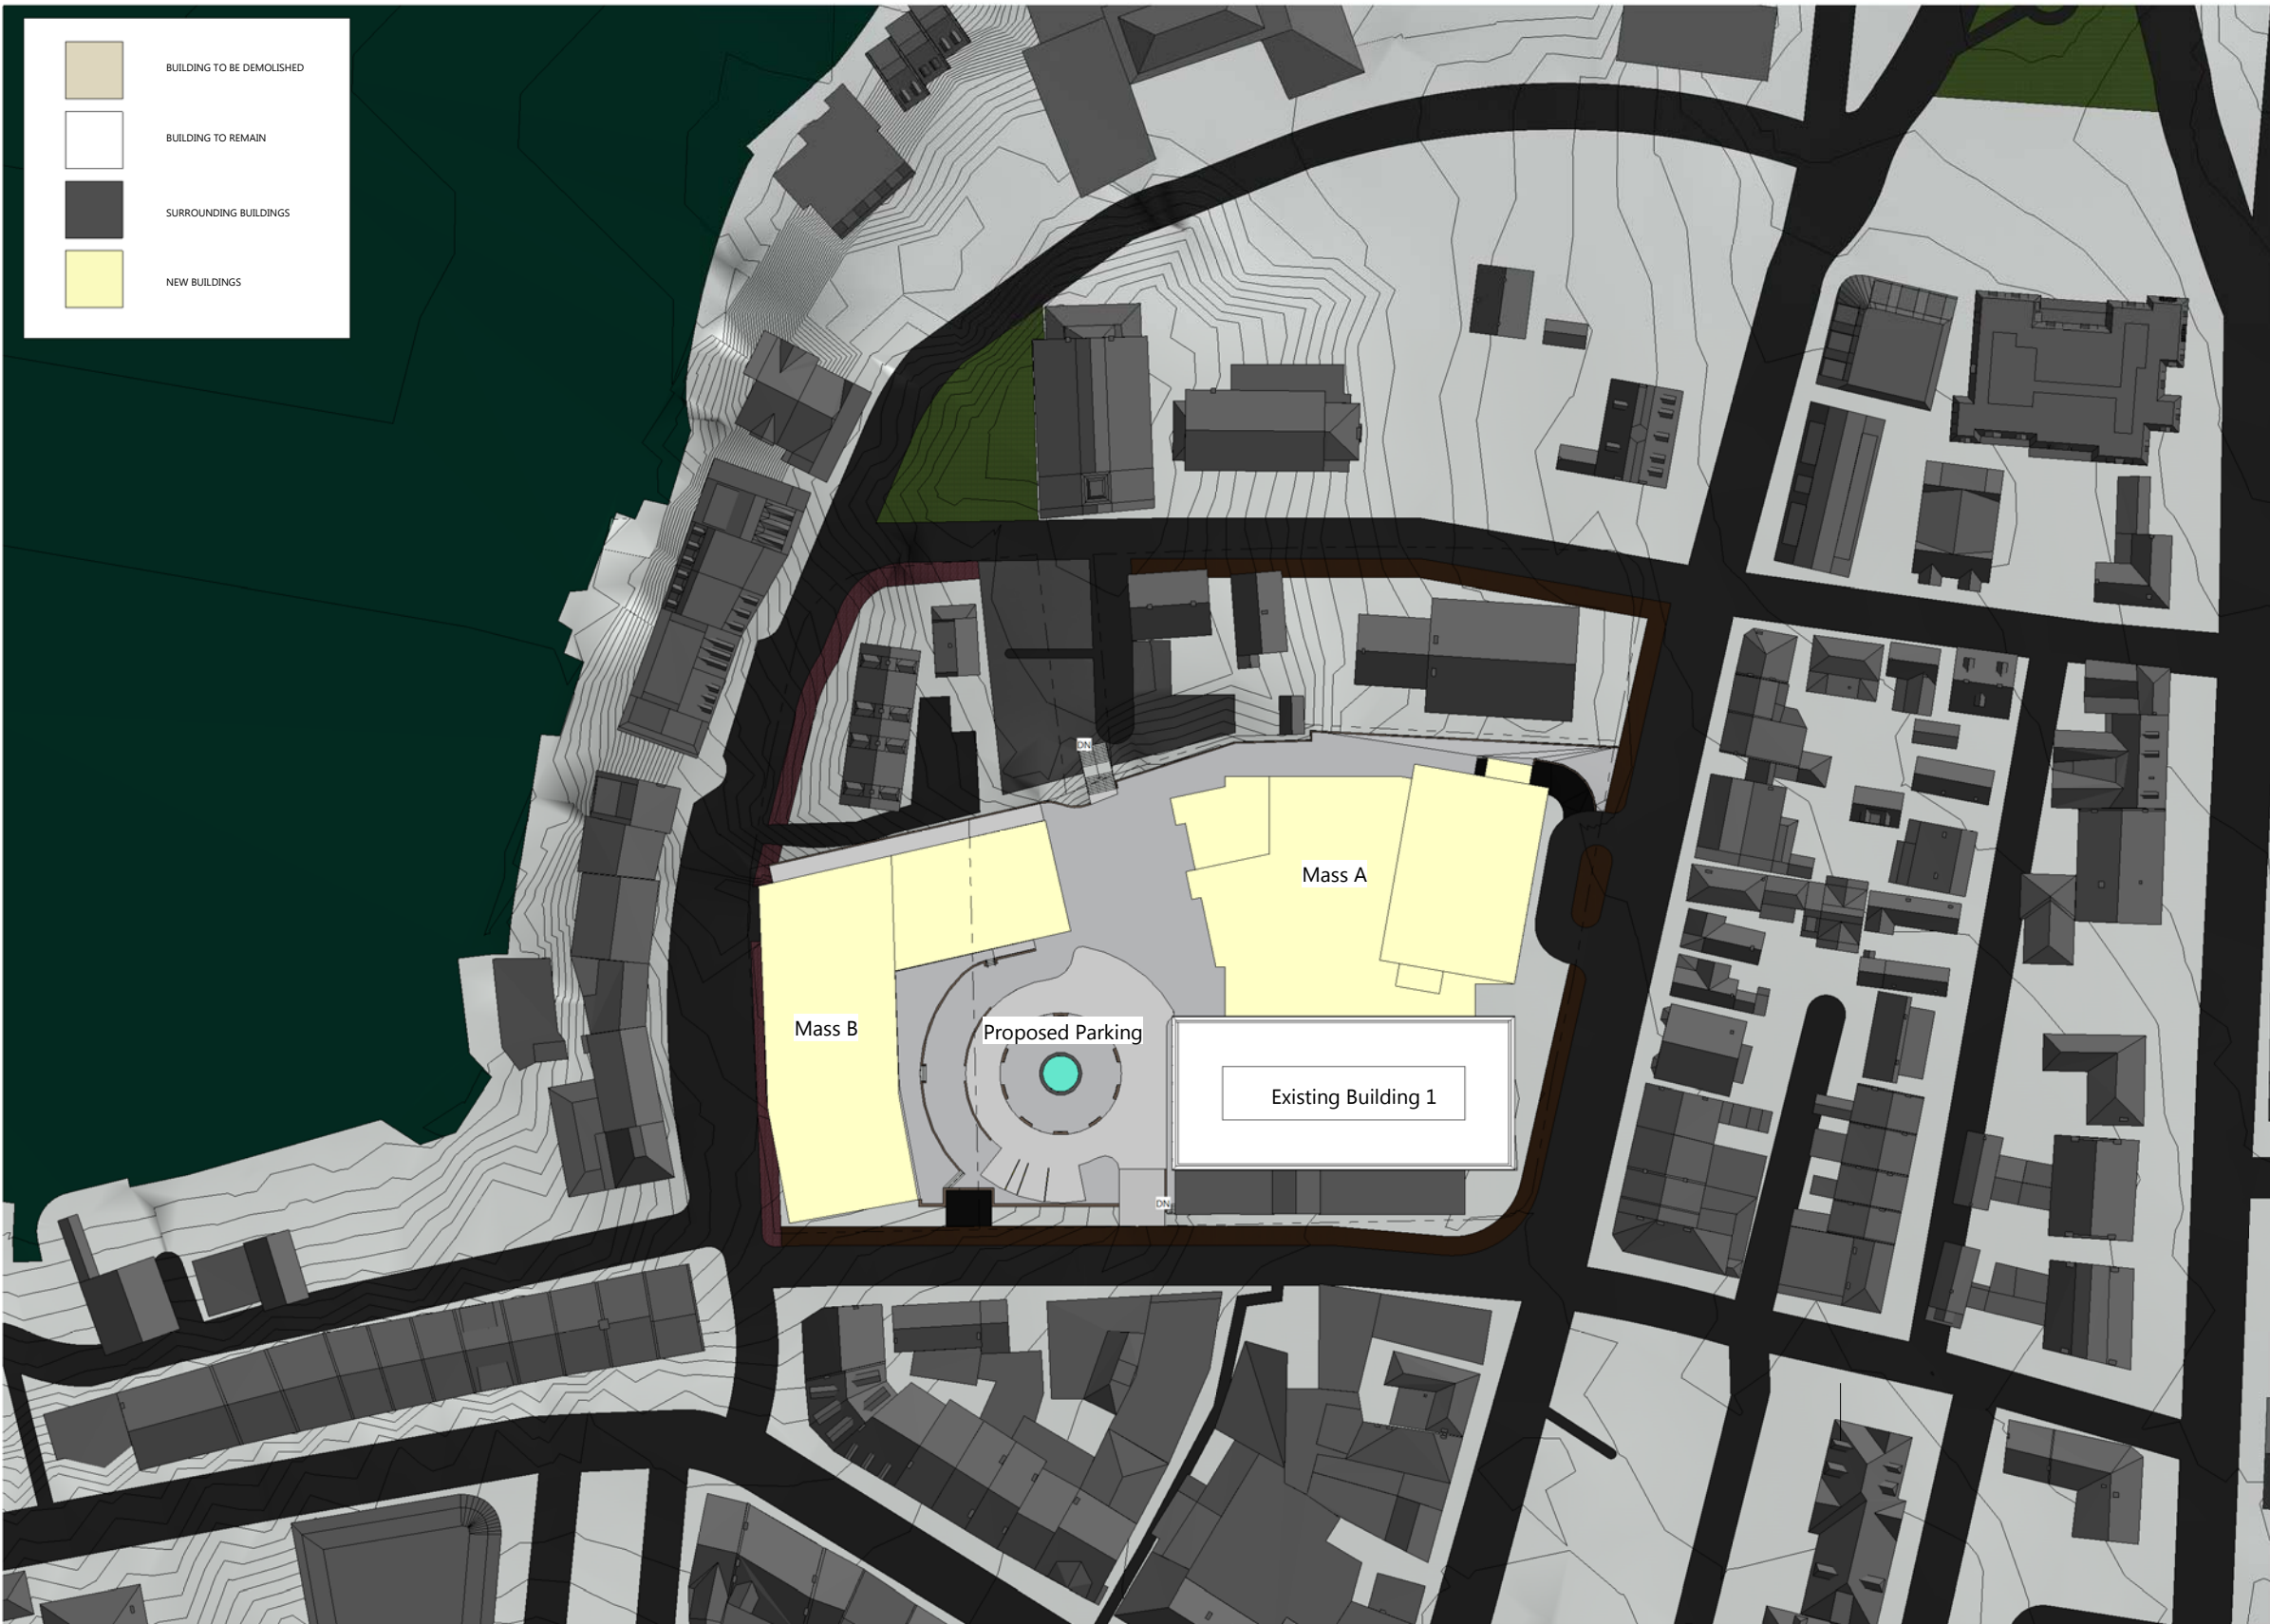 BUILDING TO BE DEMOLISHED
BUILDING TO REMAIN
SURROUNDING BUILDINGS
NEW BUILDINGS
DN
Mass A
Mass B
Proposed Parking
Existing Building 1
DN